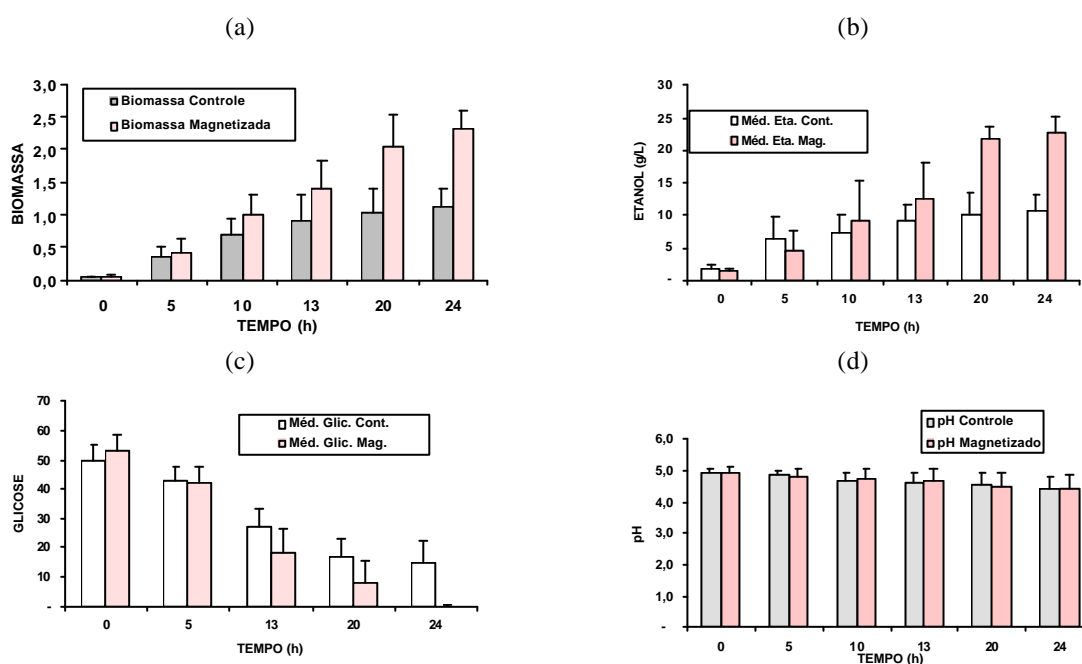 (a)
3,0
2,5
2,0
1,5
1,0
0,5
0,0
BIOMASSA
Biomassa Controle
Biomassa Magnetizada
0 5 10 13 20 24
TEMPO (h)
(b)
30
25
20
15
10
5
-
ETANOL (g/L)
Méd. Eta. Cont.
Méd. Eta. Mag.
0 5 10 13 20 24
TEMPO (h)
(c)
70
60
50
40
30
20
10
-
GLICOSE
Méd. Glic. Cont.
Méd. Glic. Mag.
0 5 13 20 24
TEMPO (h)
(d)
6,0
5,0
4,0
3,0
2,0
1,0
-
pH
pH Controle
pH Magnetizado
0 5 10 13 20 24
TEMPO (h)